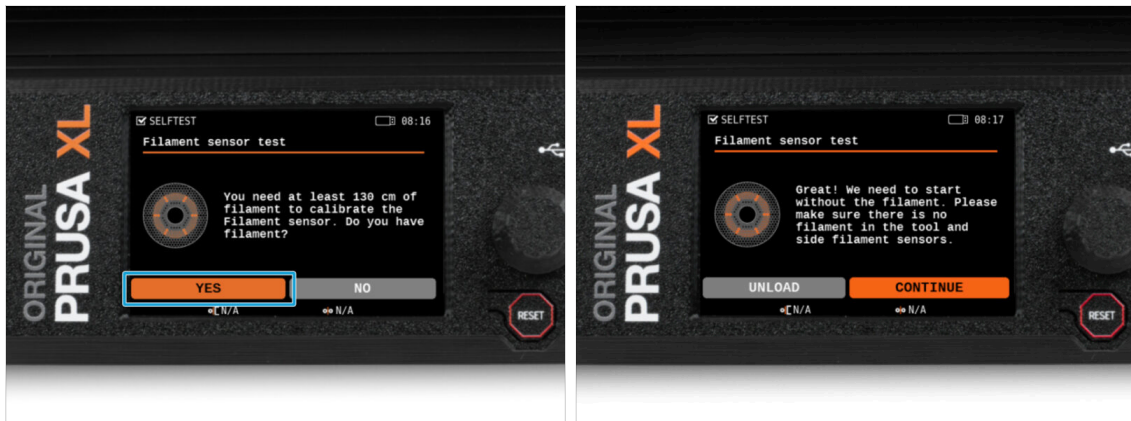 ORIGINAL
PRUSA XL
SELFTEST
08:16
Filament sensor test
You need at least 130 cm of
filament to calibrate the
Filament sensor. Do you have
filament?
YES
NO
N/A
N/A
RESET
ORIGINAL
PRUSA XL
SELFTEST
08:17
Filament sensor test
Great! We need to start
without the filament. Please
make sure there is no
filament in the tool and
side filament sensors.
UNLOAD
CONTINUE
N/A
N/A
RESET